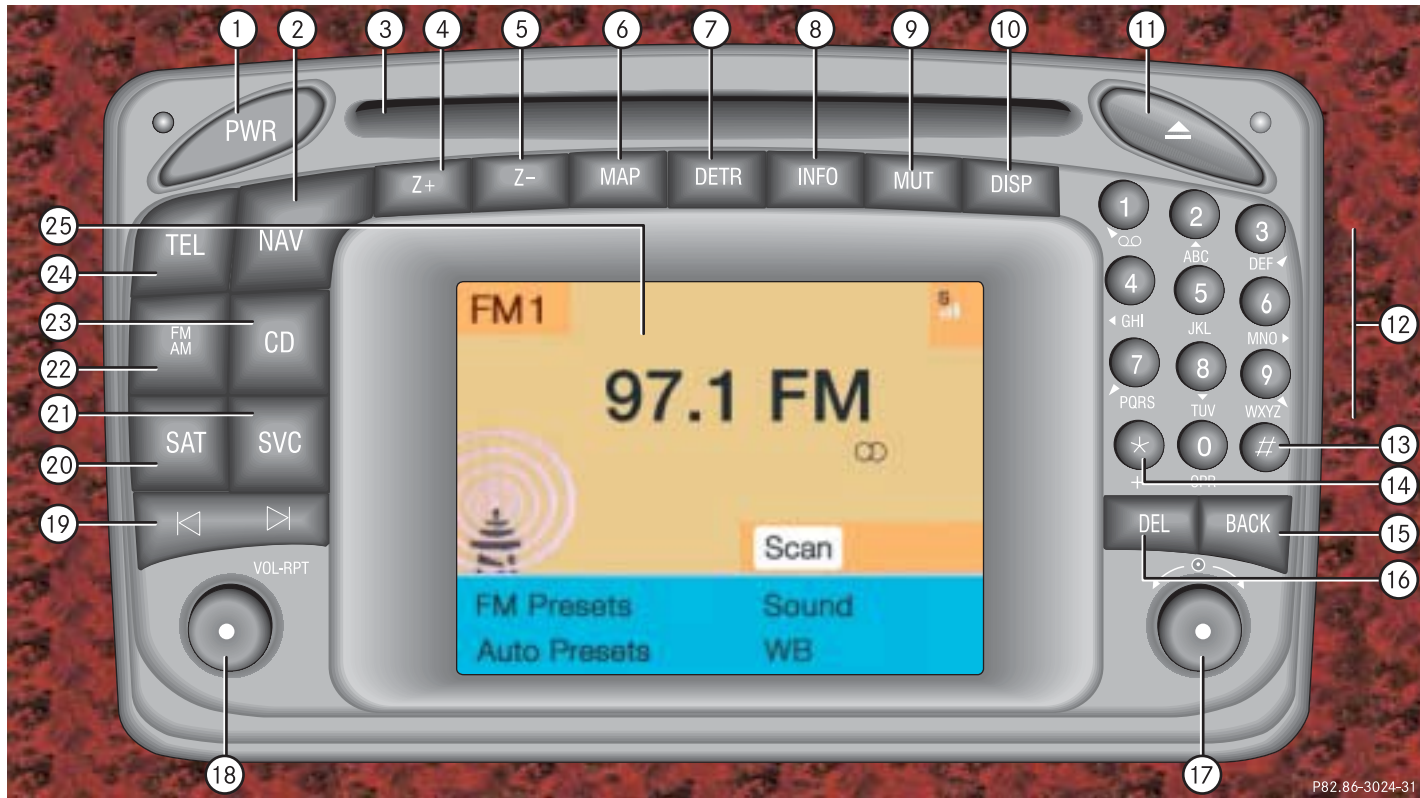 1 2 3 4 5 6 7 8 9 10 11
PWR
Z+ Z- MAP DETR INFO MUT DISP
TEL NAV
25
24
23
22
21
20
19
FM
AM
CD
SAT SVC
VOL-RPT
18
FM1
S
97.1 FM
Scan
FM Presets Sound
Auto Presets WB
1 2 3
ABC DEF
4 5 6
GHI JKL MNO
7 8 9
PQRS TUV WXYZ
* 0 #
+ OPR
DEL BACK
12
13
14
15
16
17
P82.86-3024-31